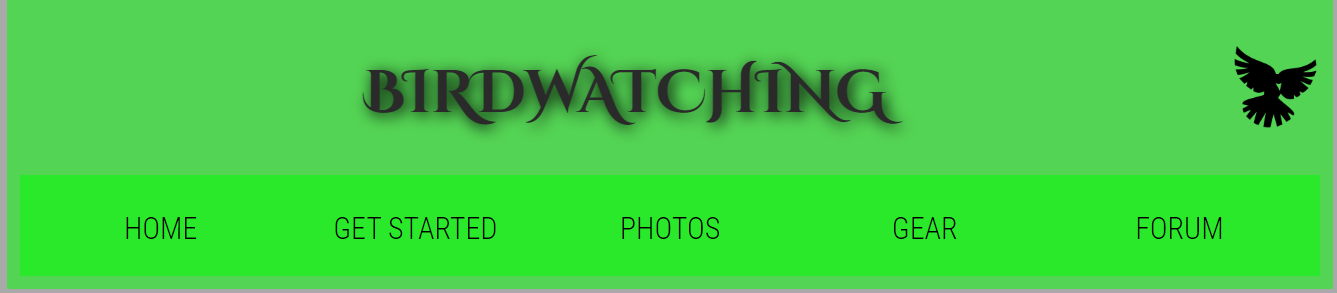 BIRDWATCHING
HOME GET STARTED PHOTOS GEAR FORUM